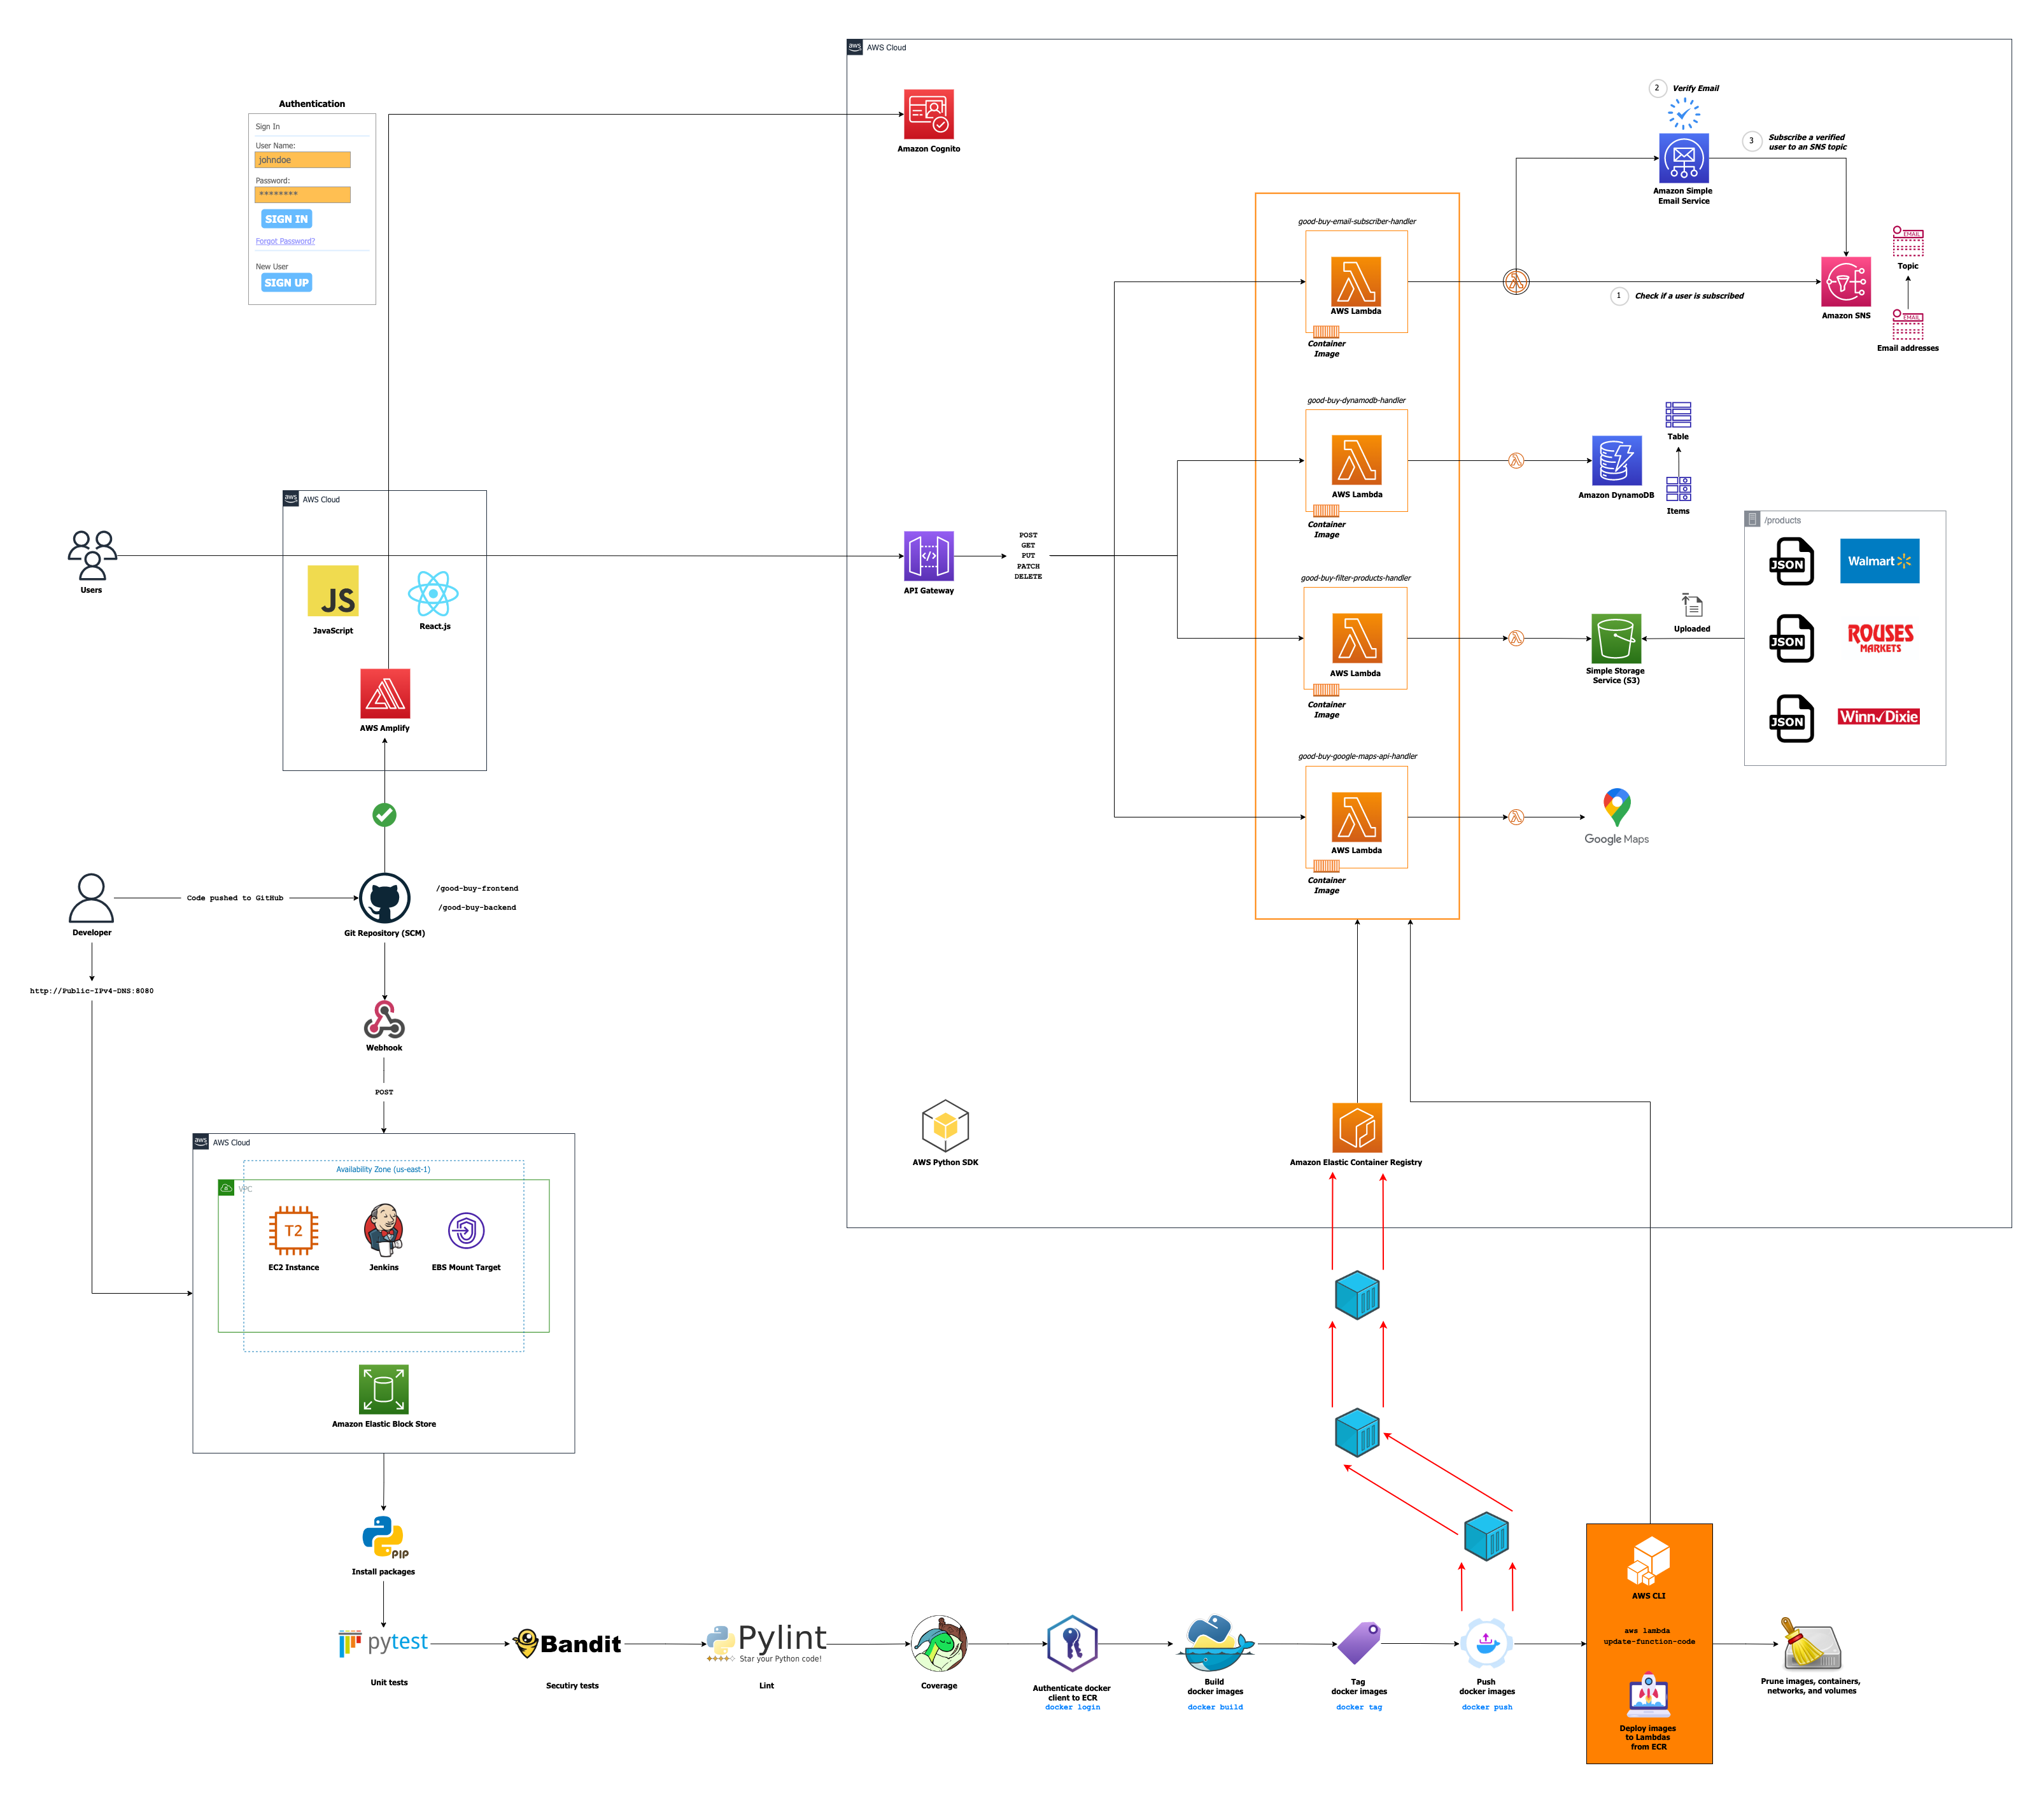 aws
AWS Cloud
Authentication
Sign In
User Name:
johndoe
Password:
********
SIGN IN
Forgot Password?
New User
SIGN UP
Amazon Cognito
2
Verify Email
3
Subscribe a verified
user to an SNS topic
Amazon Simple
Email Service
good-buy-email-subscriber-handler
AWS Lambda
Container
Image
1
Check if a user is subscribed
Amazon SNS
EMAIL
Topic
EMAIL
Email addresses
good-buy-dynamodb-handler
AWS Lambda
Container
Image
Amazon DynamoDB
Table
Items
aws
AWS Cloud
Users
JS
JavaScript
React.js
AWS Amplify
API Gateway
POST
GET
PUT
PATCH
DELETE
good-buy-filter-products-handler
AWS Lambda
Container
Image
Simple Storage
Service (S3)
Uploaded
/products
JSON
Walmart
JSON
ROUSES
MARKETS
JSON
Winn Dixie
good-buy-google-maps-api-handler
AWS Lambda
Container
Image
Google Maps
Developer
Code pushed to GitHub
Git Repository (SCM)
/good-buy-frontend
/good-buy-backend
http://Public-IPv4-DNS:8080
Webhook
POST
aws
AWS Cloud
Availability Zone (us-east-1)
VPC
T2
EC2 Instance
Jenkins
EBS Mount Target
Amazon Elastic Block Store
AWS Python SDK
Amazon Elastic Container Registry
PIP
Install packages
pytest
Unit tests
Bandit
Secutiry tests
Pylint
Star your Python code!
Lint
Coverage
Authenticate docker
client to ECR
docker login
Build
docker images
docker build
Tag
docker images
docker tag
Push
docker images
docker push
AWS CLI
aws lambda
update-function-code
Deploy images
to Lambdas
from ECR
Prune images, containers,
networks, and volumes